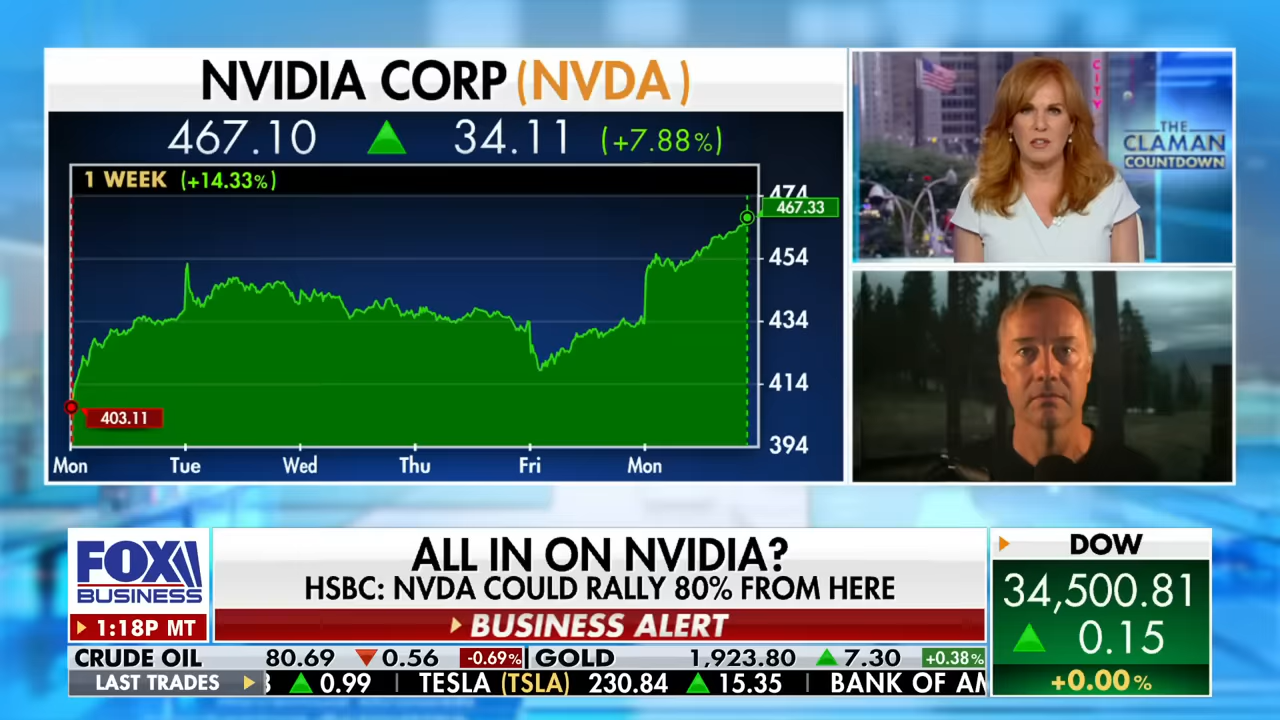 NVIDIA CORP (NVDA)
467.10 ▲ 34.11 (+7.88%)
1 WEEK (+14.33%)
474
467.33
454
434
414
394
403.11
Mon Tue Wed Thu Fri Mon
CITY
THE
CLAMAN
COUNTDOWN
FOX
BUSINESS
1:18P MT
ALL IN ON NVIDIA?
HSBC: NVDA COULD RALLY 80% FROM HERE
BUSINESS ALERT
DOW
34,500.81
▲ 0.15
+0.00%
CRUDE OIL 80.69 ▼ 0.56 -0.69% | GOLD 1,923.80 ▲ 7.30 +0.38%
LAST TRADES ▲ 0.99 | TESLA (TSLA) 230.84 ▲ 15.35 | BANK OF